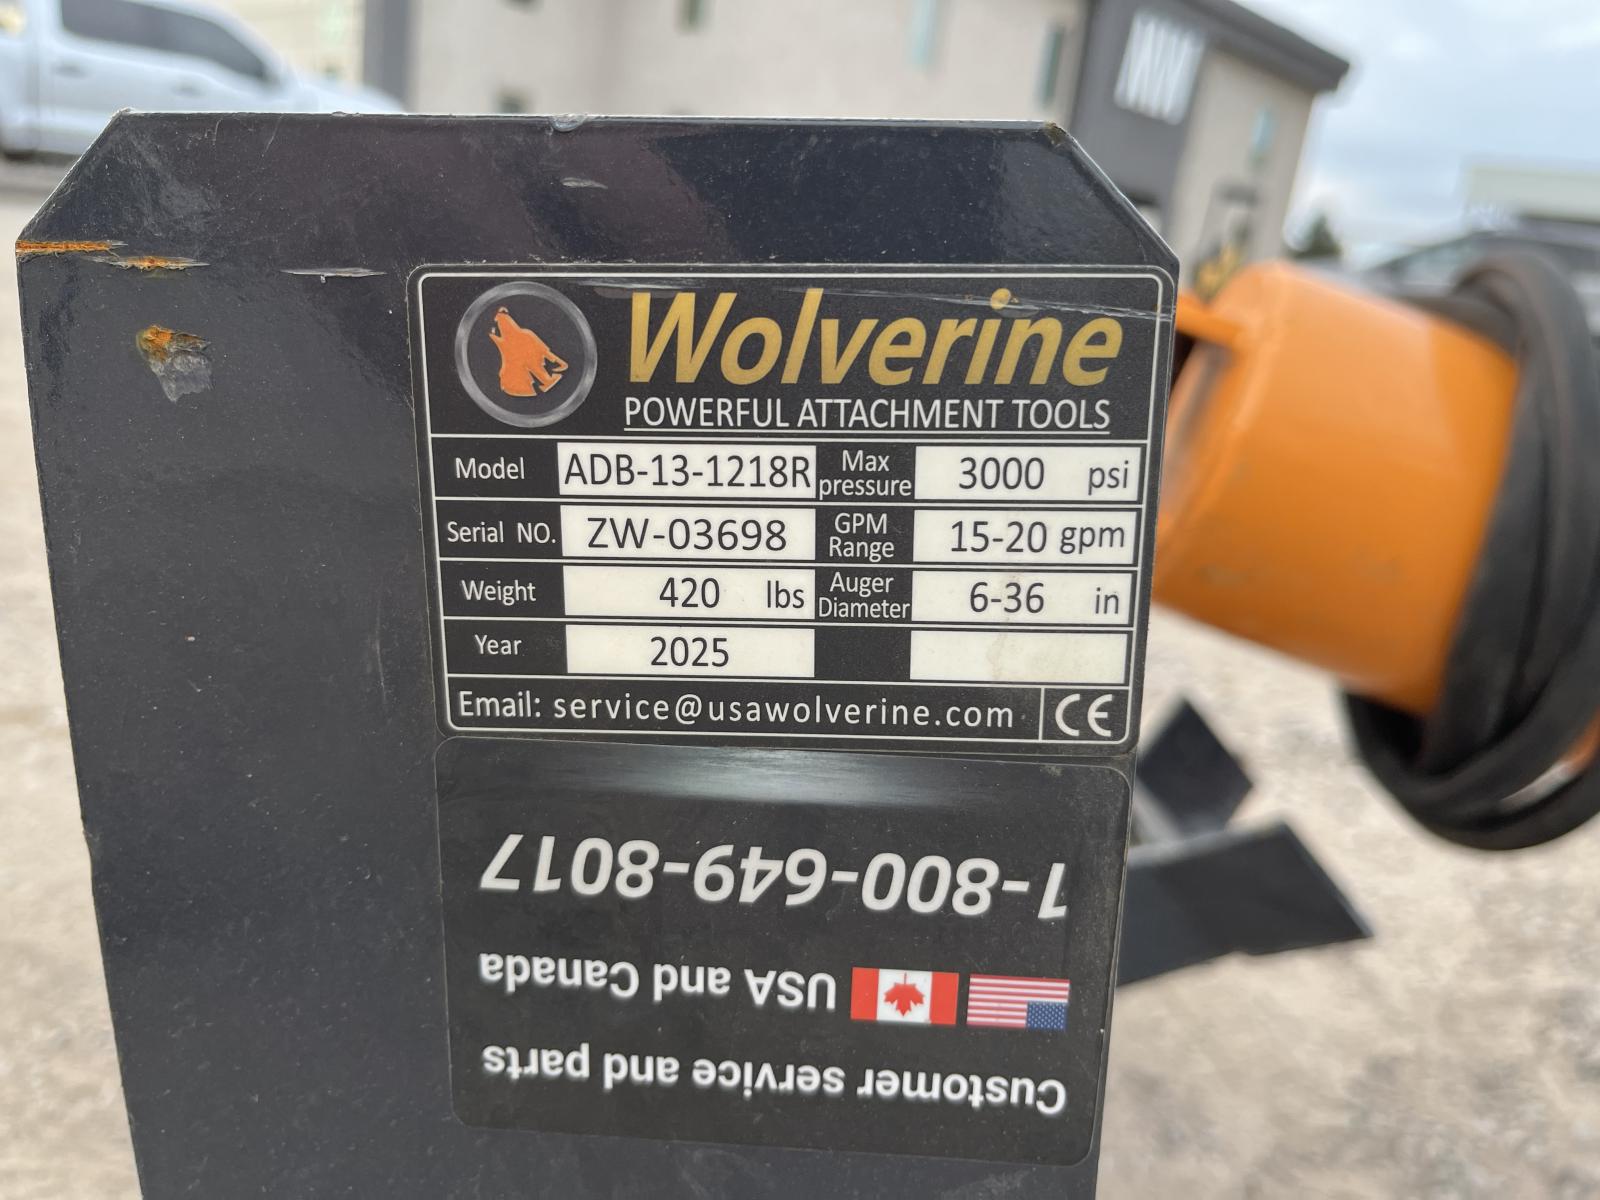 Wolverine
POWERFUL ATTACHMENT TOOLS
Model ADB-13-1218R Max pressure 3000 psi
Serial NO. ZW-03698 GPM Range 15-20 gpm
Weight 420 lbs Auger Diameter 6-36 in
Year 2025
Email: service@usawolverine.com CE
Customer service and parts
USA and Canada
1-800-649-8017